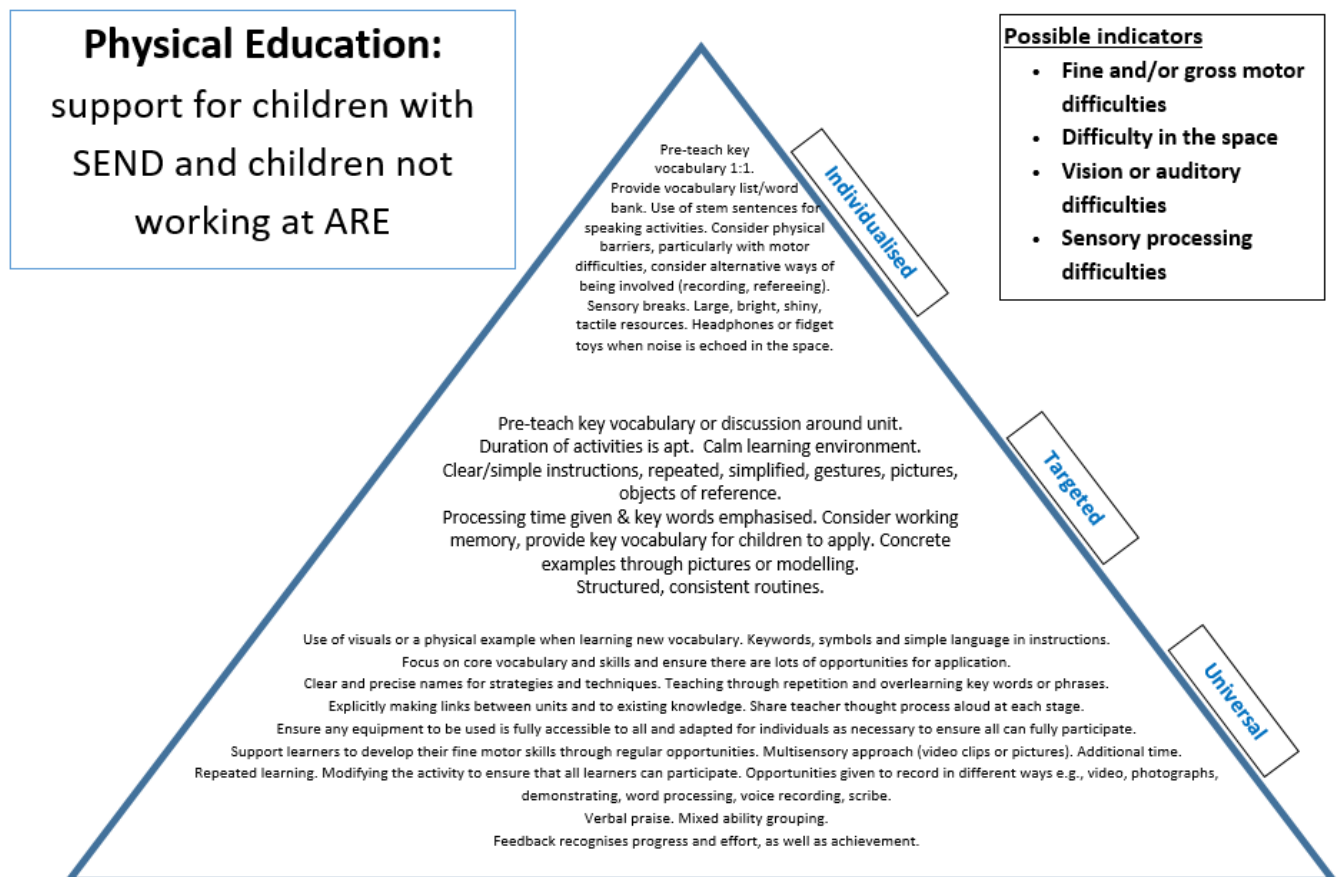 Physical Education:
support for children with
SEND and children not
working at ARE
Possible indicators
• Fine and/or gross motor
difficulties
• Difficulty in the space
• Vision or auditory
difficulties
• Sensory processing
difficulties
Individualised
Pre-teach key
vocabulary 1:1.
Provide vocabulary list/word
bank. Use of stem sentences for
speaking activities. Consider physical
barriers, particularly with motor
difficulties, consider alternative ways of
being involved (recording, refereeing).
Sensory breaks. Large, bright, shiny,
tactile resources. Headphones or fidget
toys when noise is echoed in the space.
Targeted
Pre-teach key vocabulary or discussion around unit.
Duration of activities is apt. Calm learning environment.
Clear/simple instructions, repeated, simplified, gestures, pictures,
objects of reference.
Processing time given & key words emphasised. Consider working
memory, provide key vocabulary for children to apply. Concrete
examples through pictures or modelling.
Structured, consistent routines.
Universal
Use of visuals or a physical example when learning new vocabulary. Keywords, symbols and simple language in instructions.
Focus on core vocabulary and skills and ensure there are lots of opportunities for application.
Clear and precise names for strategies and techniques. Teaching through repetition and overlearning key words or phrases.
Explicitly making links between units and to existing knowledge. Share teacher thought process aloud at each stage.
Ensure any equipment to be used is fully accessible to all and adapted for individuals as necessary to ensure all can fully participate.
Support learners to develop their fine motor skills through regular opportunities. Multisensory approach (video clips or pictures). Additional time.
Repeated learning. Modifying the activity to ensure that all learners can participate. Opportunities given to record in different ways e.g., video, photographs,
demonstrating, word processing, voice recording, scribe.
Verbal praise. Mixed ability grouping.
Feedback recognises progress and effort, as well as achievement.